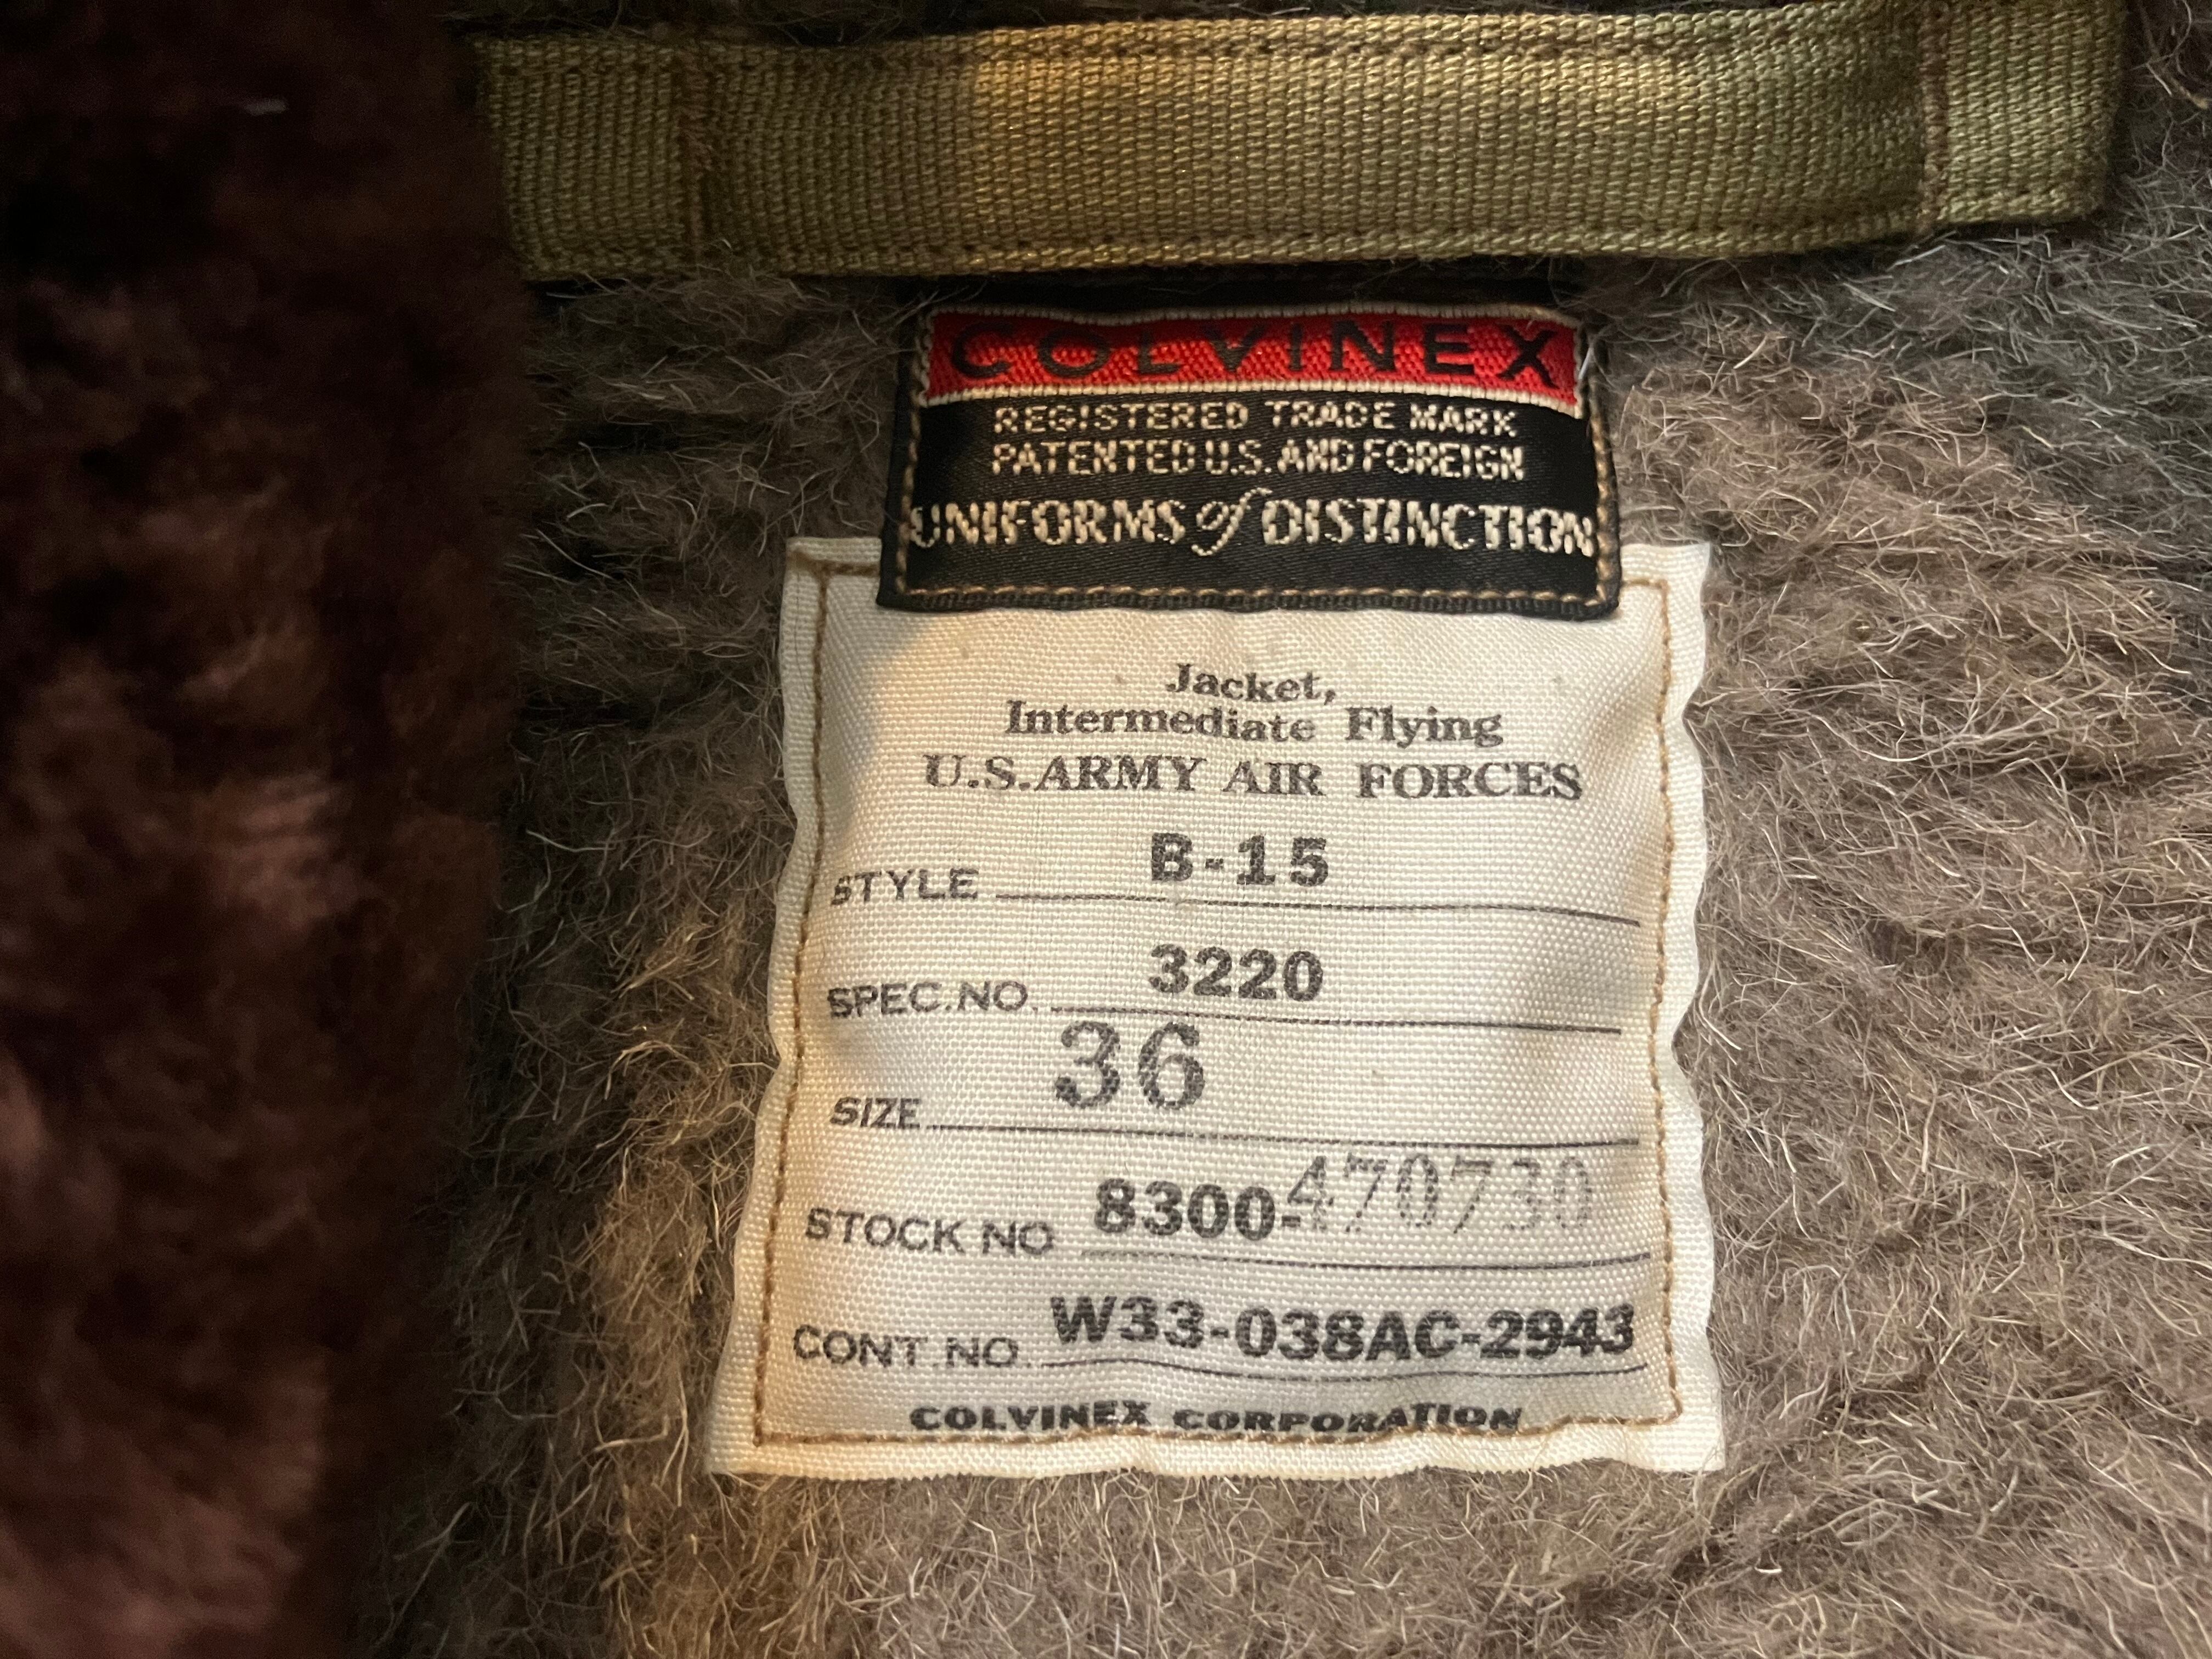 COLVINEX
REGISTERED TRADE MARK
PATENTED U.S. AND FOREIGN
UNIFORMS of DISTINCTION
Jacket,
Intermediate Flying
U.S. ARMY AIR FORCES
STYLE B-15
SPEC. NO. 3220
SIZE 36
STOCK NO 8300-470730
CONT. NO. W33-038AC-2943
COLVINEX CORPORATION